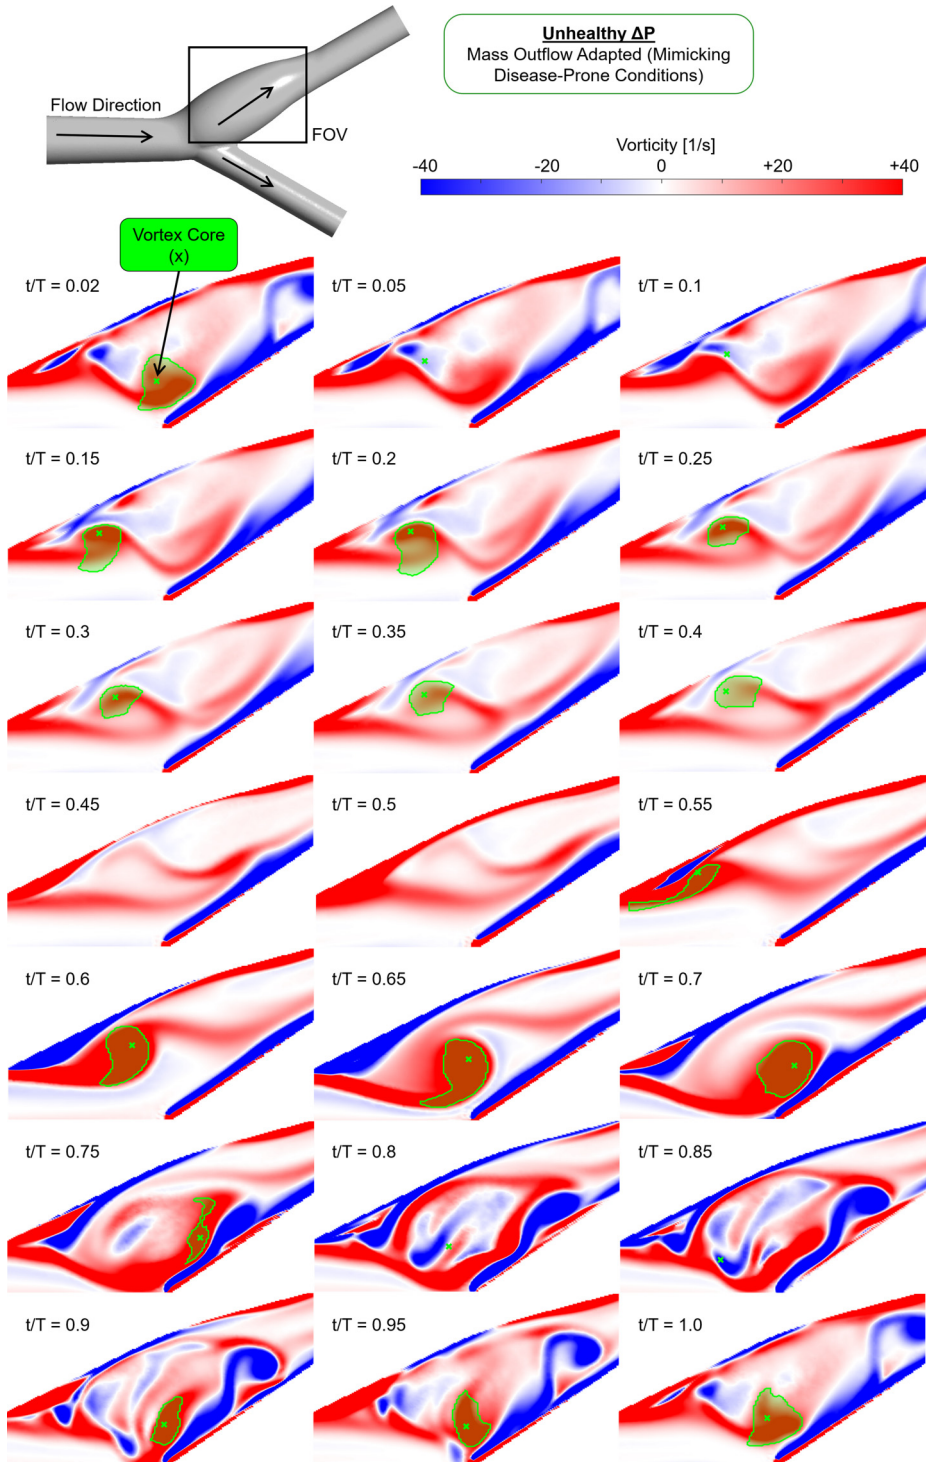 Unhealthy ΔP
Mass Outflow Adapted (Mimicking
Disease-Prone Conditions)
Flow Direction
FOV
Vorticity [1/s]
-40
-20
0
+20
+40
Vortex Core
(x)
t/T = 0.02
t/T = 0.05
t/T = 0.1
t/T = 0.15
t/T = 0.2
t/T = 0.25
t/T = 0.3
t/T = 0.35
t/T = 0.4
t/T = 0.45
t/T = 0.5
t/T = 0.55
t/T = 0.6
t/T = 0.65
t/T = 0.7
t/T = 0.75
t/T = 0.8
t/T = 0.85
t/T = 0.9
t/T = 0.95
t/T = 1.0